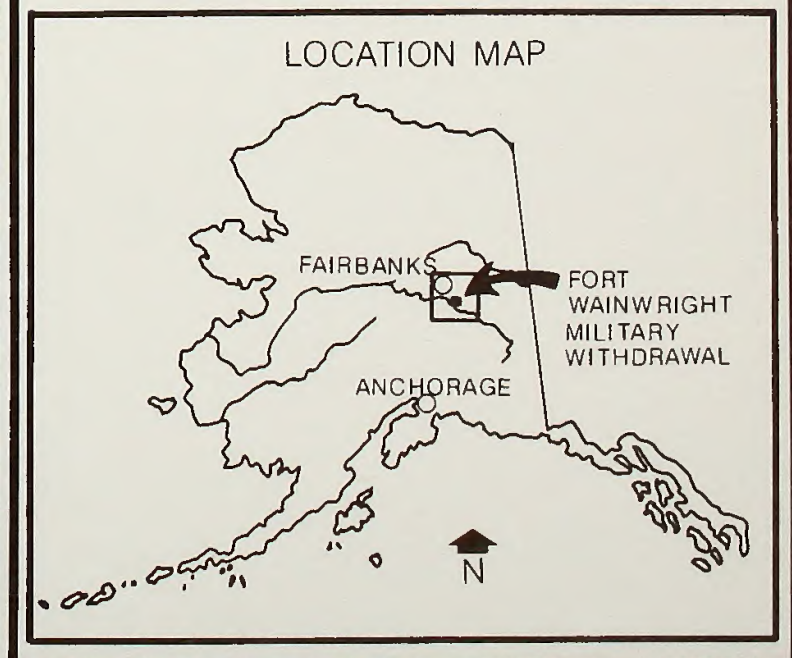 LOCATION MAP
FAIRBANKS
FORT
WAINWRIGHT
MILITARY
WITHDRAWAL
ANCHORAGE
N